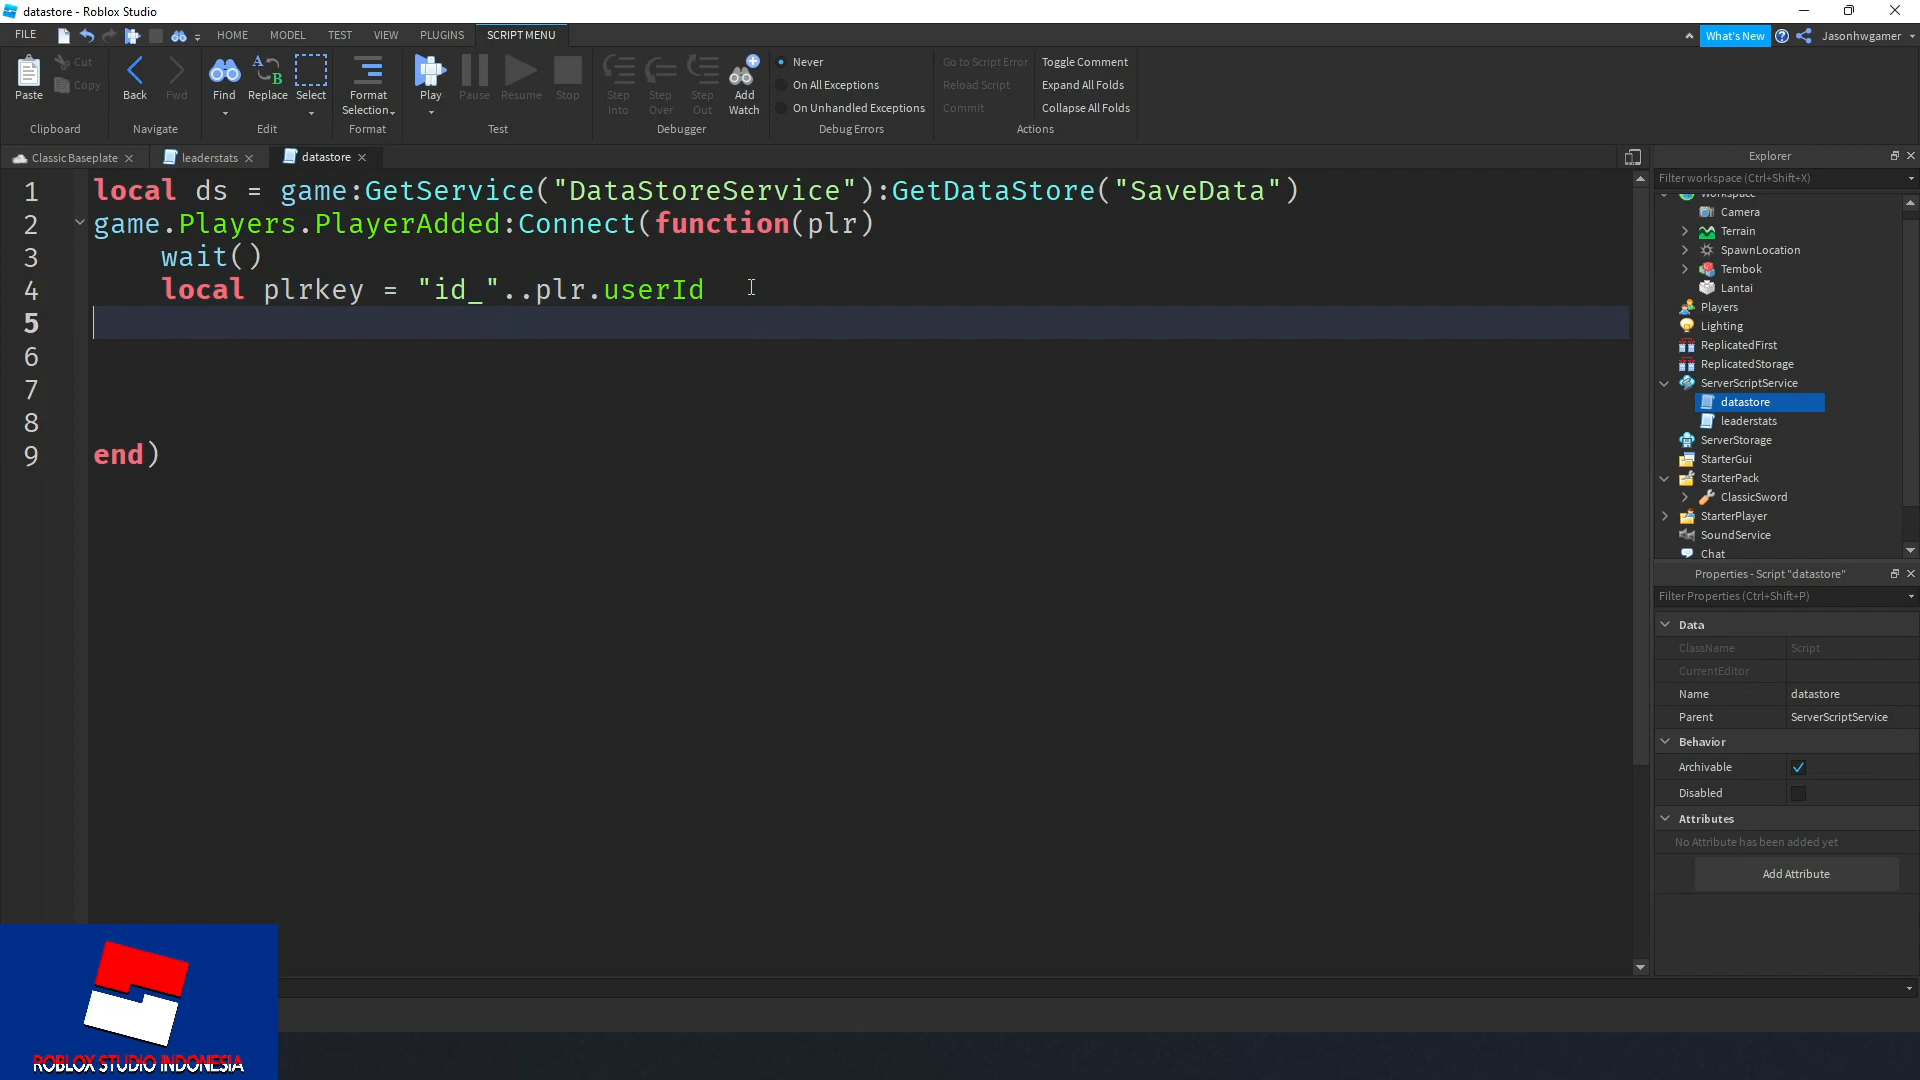 datastore - Roblox Studio
FILE HOME MODEL TEST VIEW PLUGINS SCRIPT MENU What's New Jasonhwgamer
Paste Cut Copy Back Fwd Find Replace Select Format Selection Play Pause Resume Stop Step Into Step Over Step Out Add Watch
Never
On All Exceptions
On Unhandled Exceptions
Go to Script Error
Reload Script
Commit
Toggle Comment
Expand All Folds
Collapse All Folds
Clipboard Navigate Edit Format Test Debugger Debug Errors Actions
Classic Baseplate leaderstats datastore
1 local ds = game:GetService("DataStoreService"):GetDataStore("SaveData")
2 game.Players.PlayerAdded:Connect(function(plr)
3 wait()
4 local plrkey = "id_"..plr.userId
5
6
7
8
9 end)
Explorer
Filter workspace (Ctrl+Shift+X)
Workspace
Camera
Terrain
SpawnLocation
Tembok
Lantai
Players
Lighting
ReplicatedFirst
ReplicatedStorage
ServerScriptService
datastore
leaderstats
ServerStorage
StarterGui
StarterPack
ClassicSword
StarterPlayer
SoundService
Chat
Properties - Script "datastore"
Filter Properties (Ctrl+Shift+P)
Data
ClassName Script
CurrentEditor
Name datastore
Parent ServerScriptService
Behavior
Archivable
Disabled
Attributes
No Attribute has been added yet
Add Attribute
ROBLOX STUDIO INDONESIA